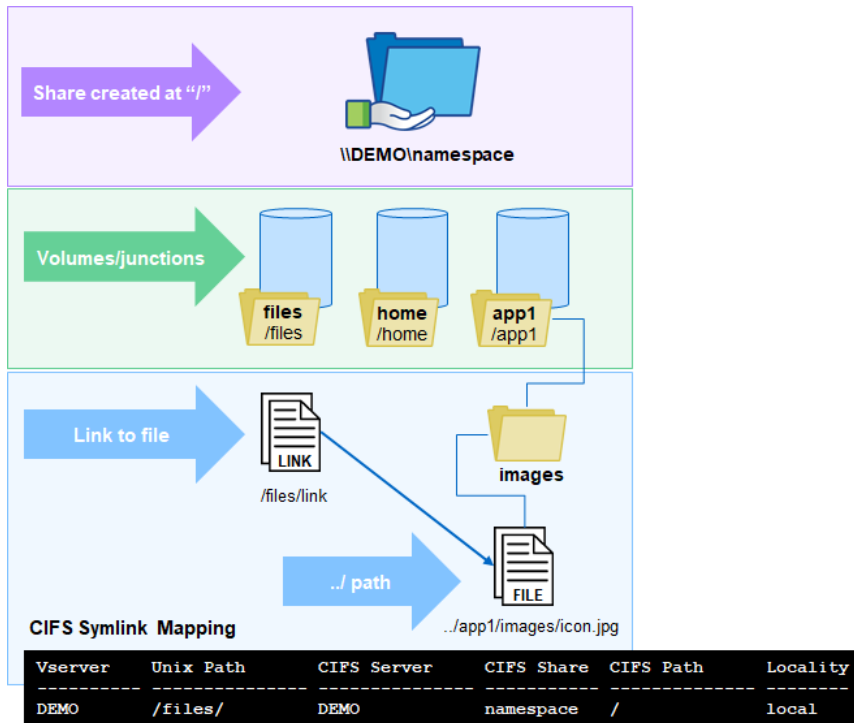 Share created at “/”
\\DEMO\namespace
Volumes/junctions
files
/files
home
/home
app1
/app1
Link to file
LINK
/files/link
images
../ path
FILE
../app1/images/icon.jpg
CIFS Symlink Mapping
Vserver Unix Path CIFS Server CIFS Share CIFS Path Locality
---------- --------------- --------------- ----------- -------------- --------
DEMO /files/ DEMO namespace / local